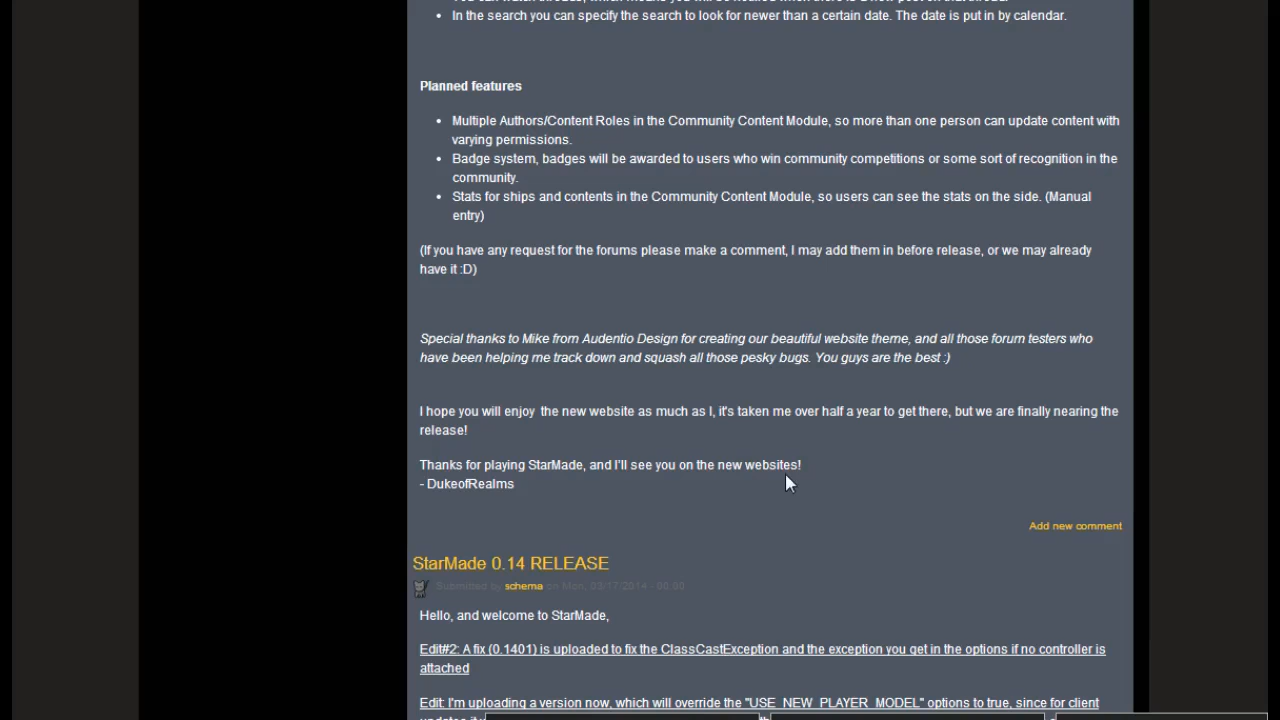 In the search you can specify the search to look for newer than a certain date. The date is put in by calendar.
Planned features
Multiple Authors/Content Roles in the Community Content Module, so more than one person can update content with
varying permissions.
Badge system, badges will be awarded to users who win community competitions or some sort of recognition in the
community.
Stats for ships and contents in the Community Content Module, so users can see the stats on the side. (Manual
entry)
(If you have any request for the forums please make a comment, I may add them in before release, or we may already
have it :D)
Special thanks to Mike from Audentio Design for creating our beautiful website theme, and all those forum testers who
have been helping me track down and squash all those pesky bugs. You guys are the best :)
I hope you will enjoy the new website as much as I, it's taken me over half a year to get there, but we are finally nearing the
release!
Thanks for playing StarMade, and I'll see you on the new websites!
- DukeofRealms
Add new comment
StarMade 0.14 RELEASE
Submitted by schema on Mon, 03/17/2014 - 00:00
Hello, and welcome to StarMade,
Edit#2: A fix (0.1401) is uploaded to fix the ClassCastException and the exception you get in the options if no controller is
attached
Edit: I'm uploading a version now, which will override the "USE_NEW_PLAYER_MODEL" options to true, since for client